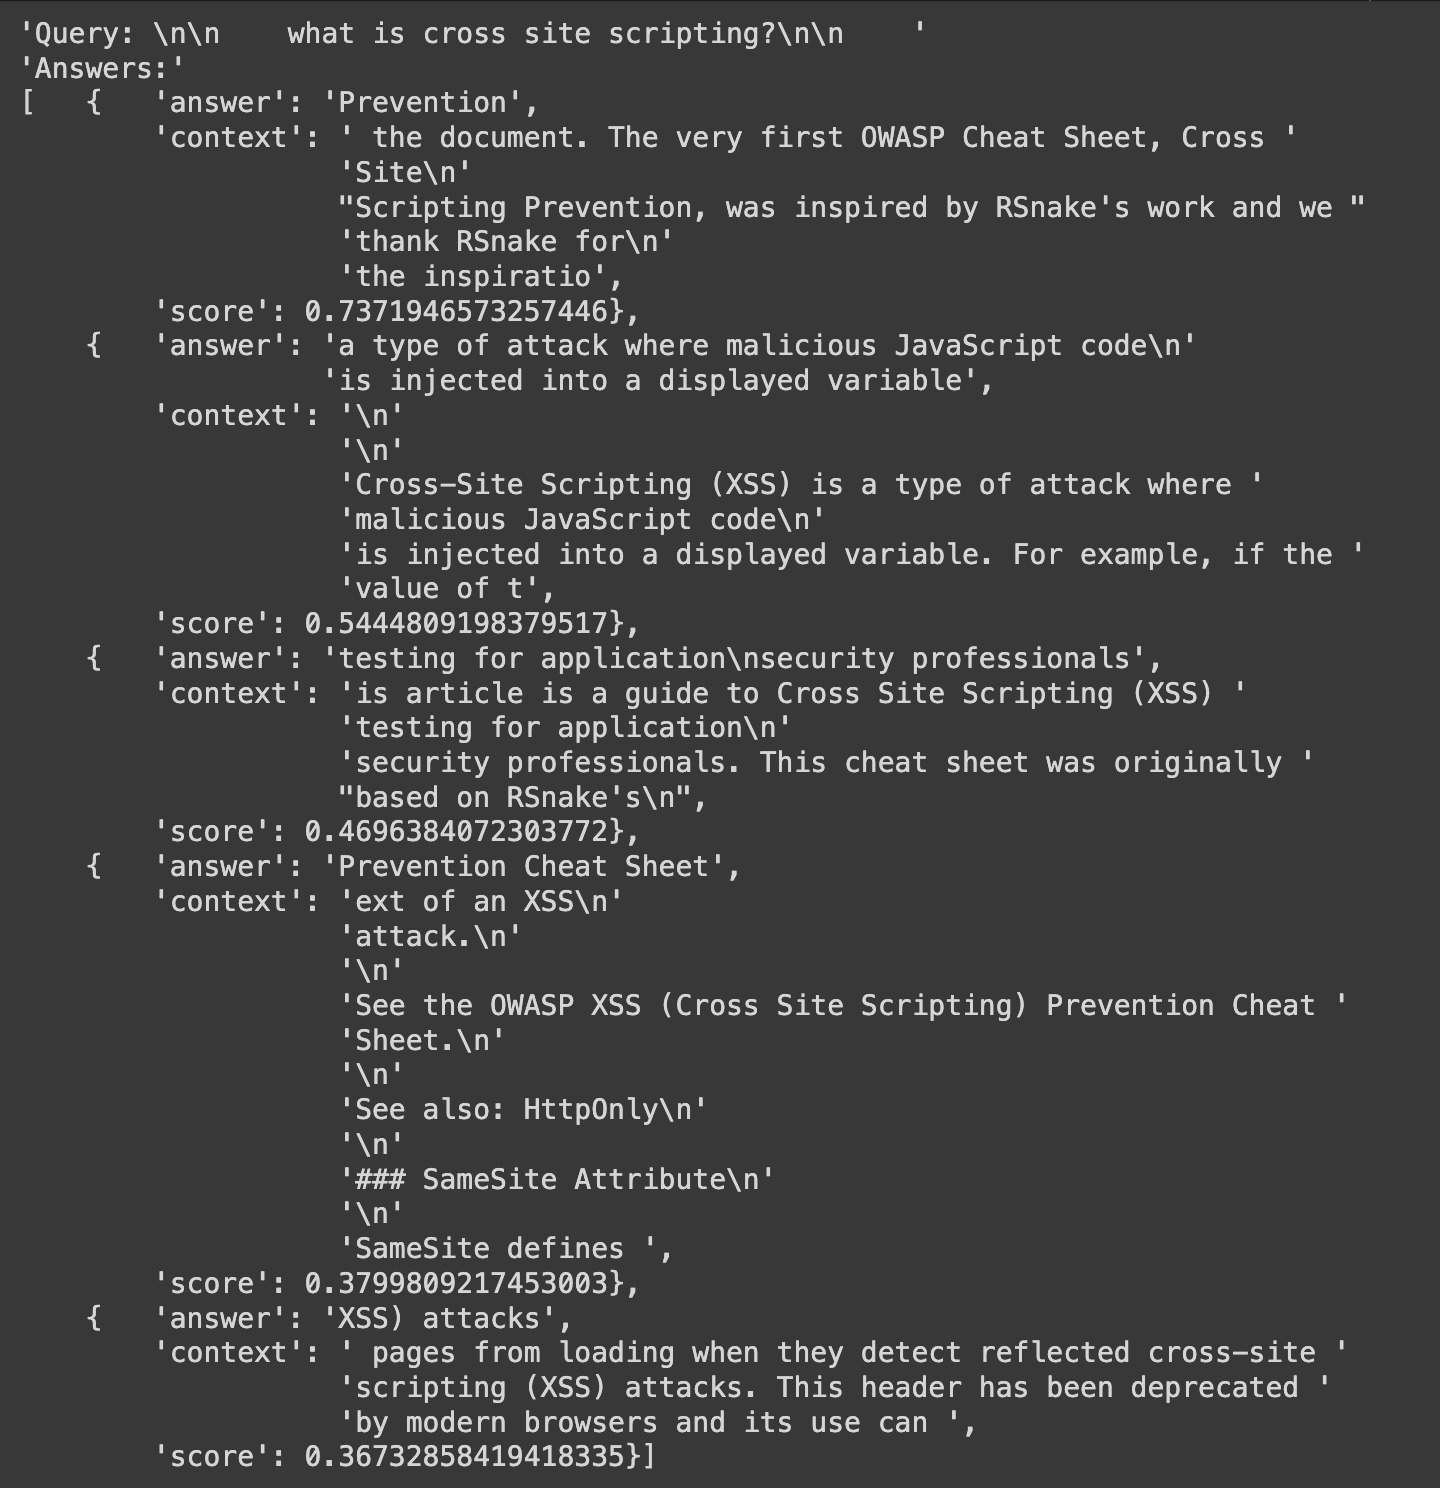 'Query: \n\n    what is cross site scripting?\n\n    '
'Answers:'
[   {   'answer': 'Prevention',
        'context': ' the document. The very first OWASP Cheat Sheet, Cross '
                   'Site\n'
                   "Scripting Prevention, was inspired by RSnake's work and we "
                   'thank RSnake for\n'
                   'the inspiratio',
        'score': 0.7371946573257446},
    {   'answer': 'a type of attack where malicious JavaScript code\n'
                  'is injected into a displayed variable',
        'context': '\n'
                   '\n'
                   'Cross-Site Scripting (XSS) is a type of attack where '
                   'malicious JavaScript code\n'
                   'is injected into a displayed variable. For example, if the '
                   'value of t',
        'score': 0.5444809198379517},
    {   'answer': 'testing for application\nsecurity professionals',
        'context': 'is article is a guide to Cross Site Scripting (XSS) '
                   'testing for application\n'
                   'security professionals. This cheat sheet was originally '
                   "based on RSnake's\n",
        'score': 0.4696384072303772},
    {   'answer': 'Prevention Cheat Sheet',
        'context': 'ext of an XSS\n'
                   'attack.\n'
                   '\n'
                   'See the OWASP XSS (Cross Site Scripting) Prevention Cheat '
                   'Sheet.\n'
                   '\n'
                   'See also: HttpOnly\n'
                   '\n'
                   '### SameSite Attribute\n'
                   '\n'
                   'SameSite defines ',
        'score': 0.3799809217453003},
    {   'answer': 'XSS) attacks',
        'context': ' pages from loading when they detect reflected cross-site '
                   'scripting (XSS) attacks. This header has been deprecated '
                   'by modern browsers and its use can ',
        'score': 0.36732858419418335}]